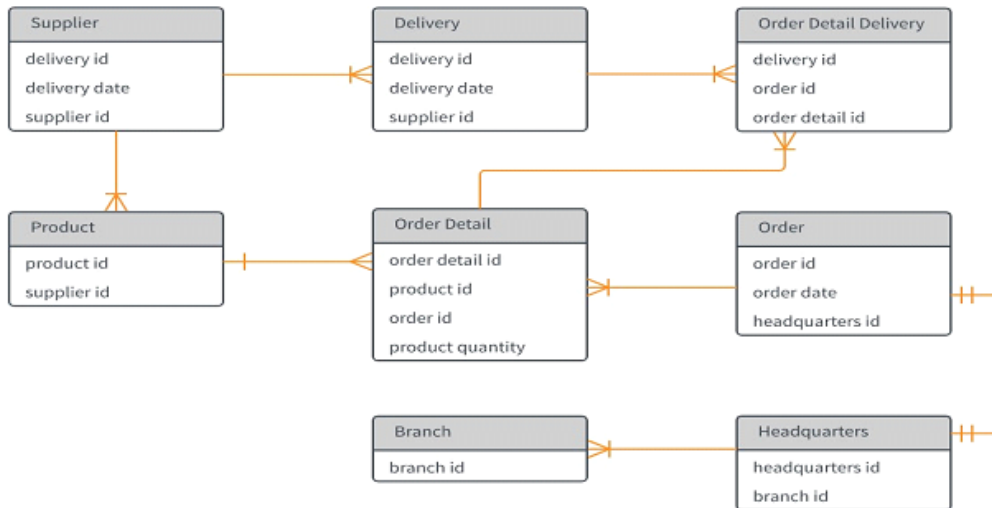 Supplier
delivery id
delivery date
supplier id
Delivery
delivery id
delivery date
supplier id
Order Detail Delivery
delivery id
order id
order detail id
Product
product id
supplier id
Order Detail
order detail id
product id
order id
product quantity
Order
order id
order date
headquarters id
Branch
branch id
Headquarters
headquarters id
branch id